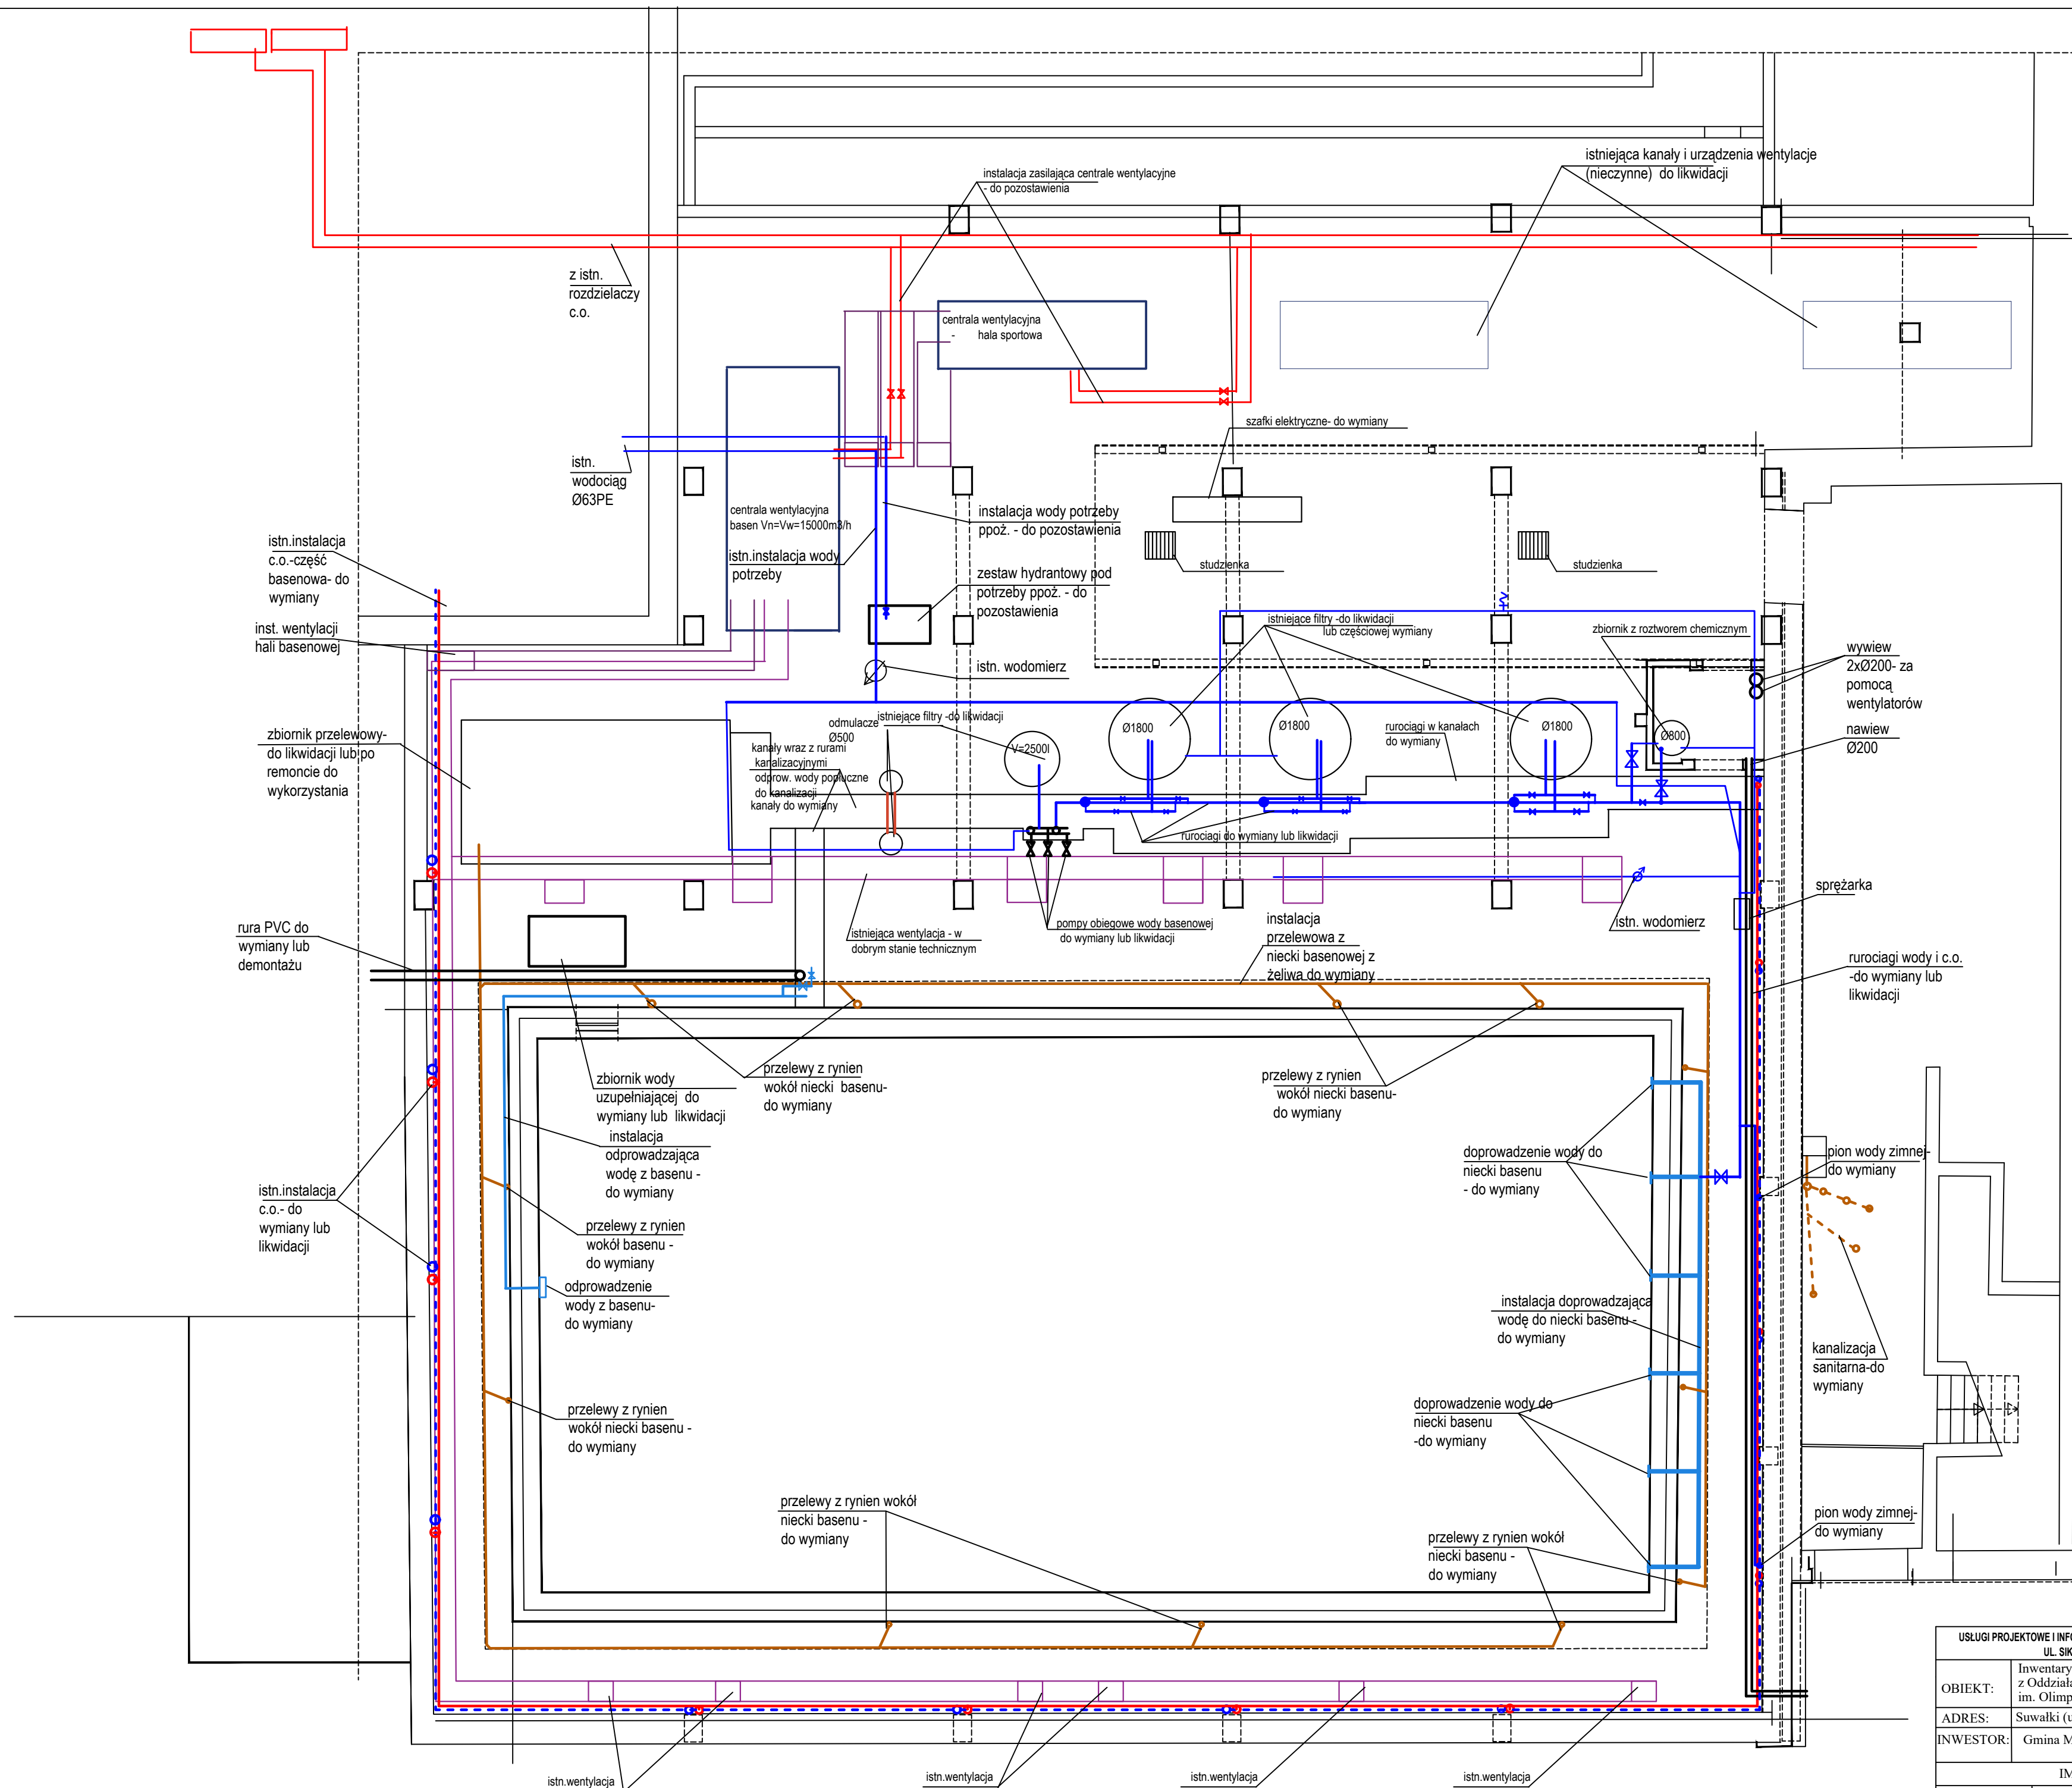 instalacja zasilająca centrale wentylacyjne
- do pozostawienia
istniejąca kanały i urządzenia wentylacje
(nieczynne) do likwidacji
z istn.
rozdzielaczy
c.o.
centrala wentylacyjna
- hala sportowa
szafki elektryczne- do wymiany
istn.
wodociąg
Ø63PE
centrala wentylacyjna
basen Vn=Vw=15000m3/h
instalacja wody potrzeby
ppoż. - do pozostawienia
istn.instalacja wody
potrzeby
istn.instalacja
c.o.-część
basenowa- do
wymiany
studzienka
studzienka
zestaw hydrantowy pod
potrzeby ppoż. - do
pozostawienia
inst. wentylacji
hali basenowej
istniejące filtry -do likwidacji
lub częściowej wymiany
zbiornik z roztworem chemicznym
istn. wodomierz
wywiew
2xØ200- za
pomocą
wentylatorów
nawiew
Ø200
zbiornik przelewowy-
do likwidacji lub po
remoncie do
wykorzystania
odmulacze
Ø500
istniejące filtry -do likwidacji
kanały wraz z rurami
kanalizacyjnymi
odprow. wody popłuczne
do kanalizacji
kanały do wymiany
V=2500l
Ø1800
Ø1800
Ø1800
Ø800
rurociągi w kanałach
do wymiany
rurociagi do wymiany lub likwidacji
sprężarka
rura PVC do
wymiany lub
demontażu
istniejąca wentylacja - w
dobrym stanie technicznym
pompy obiegowe wody basenowej
do wymiany lub likwidacji
instalacja
przelewowa z
niecki basenowej z
żeliwa do wymiany
istn. wodomierz
rurociagi wody i c.o.
-do wymiany lub
likwidacji
zbiornik wody
uzupełniającej do
wymiany lub likwidacji
przelewy z rynien
wokół niecki basenu-
do wymiany
przelewy z rynien
wokół niecki basenu-
do wymiany
instalacja
odprowadzająca
wodę z basenu -
do wymiany
doprowadzenie wody do
niecki basenu
- do wymiany
pion wody zimnej-
do wymiany
istn.instalacja
c.o.- do
wymiany lub
likwidacji
przelewy z rynien
wokół basenu -
do wymiany
odprowadzenie
wody z basenu-
do wymiany
instalacja doprowadzająca
wodę do niecki basenu -
do wymiany
kanalizacja
sanitarna-do
wymiany
przelewy z rynien
wokół niecki basenu -
do wymiany
doprowadzenie wody do
niecki basenu
-do wymiany
przelewy z rynien wokół
niecki basenu -
do wymiany
przelewy z rynien wokół
niecki basenu -
do wymiany
pion wody zimnej-
do wymiany
istn.wentylacja
istn.wentylacja
istn.wentylacja
istn.wentylacja
USŁUGI PROJEKTOWE I INFO
UL. SIK
OBIEKT:
Inwentary
z Oddziała
im. Olimp
ADRES:
Suwałki (u
INWESTOR:
Gmina M
IM